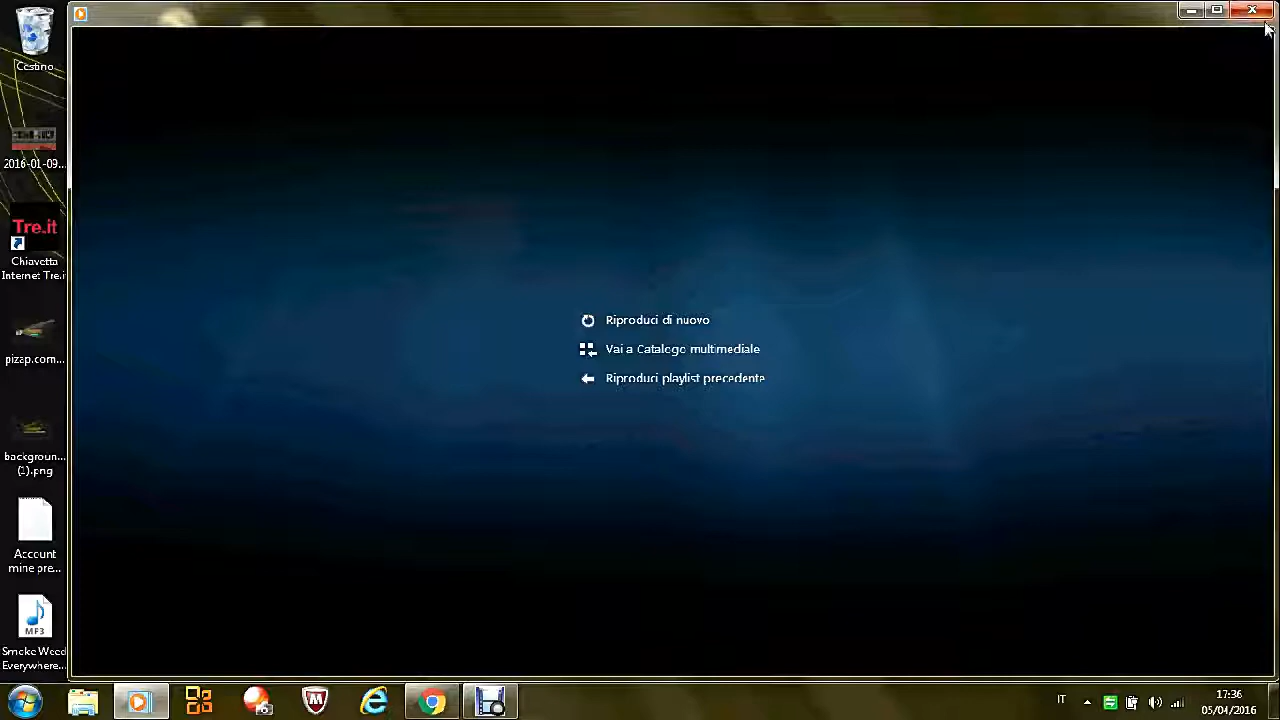 Cestino
2016-01-09...
Tre.it
Chiavetta
Internet Tre.i
pizap.com...
backgroun...
(1).png
Account
mine pre...
MP3
Smoke Weed
Everywhere...
Riproduci di nuovo
Vai a Catalogo multimediale
Riproduci playlist precedente
IT
17:36
05/04/2016